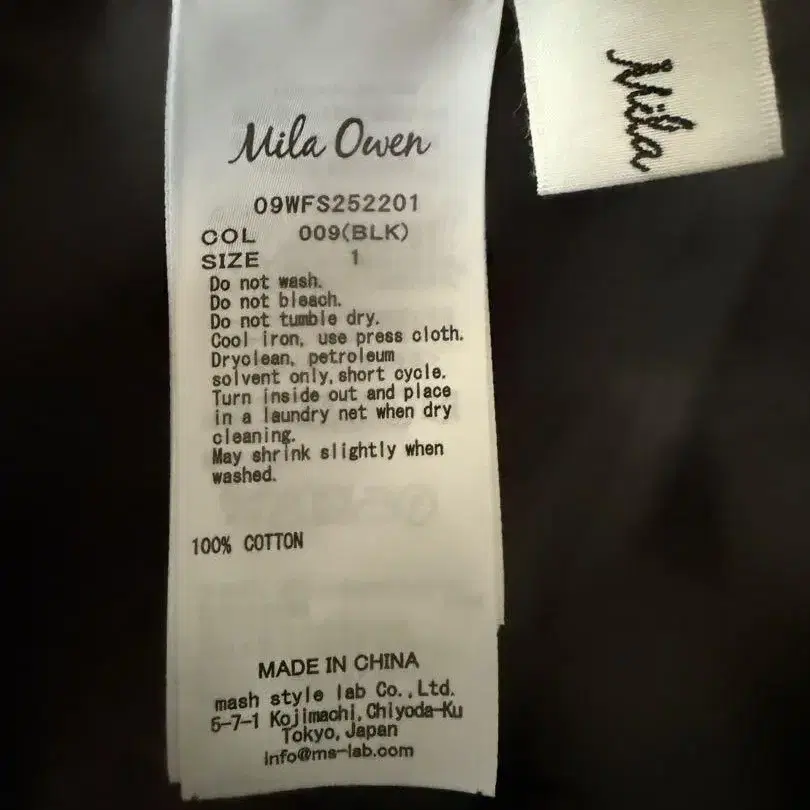 Mila Owen
09WFS252201
COL 009(BLK)
SIZE 1
Do not wash.
Do not bleach.
Do not tumble dry.
Cool iron, use press cloth.
Dryclean, petroleum
solvent only, short cycle.
Turn inside out and place
in a laundry net when dry
cleaning.
May shrink slightly when
washed.
100% COTTON
MADE IN CHINA
mash style lab Co., Ltd.
5-7-1 Kojimachi, Chiyoda-Ku
Tokyo, Japan
info@ms-lab.com
Mila